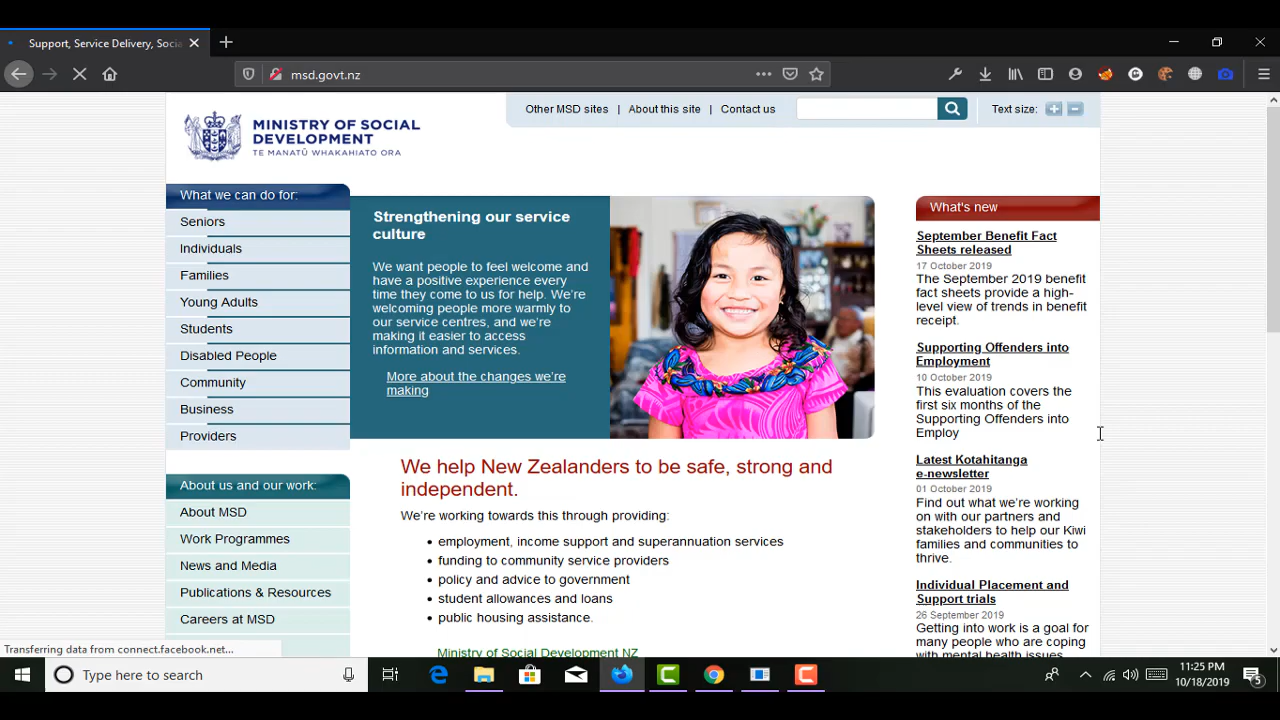 Support, Service Delivery, Socia
msd.govt.nz
MINISTRY OF SOCIAL
DEVELOPMENT
TE MANATŪ WHAKAHIATO ORA
Other MSD sites | About this site | Contact us
Text size:
What we can do for:
Seniors
Individuals
Families
Young Adults
Students
Disabled People
Community
Business
Providers
About us and our work:
About MSD
Work Programmes
News and Media
Publications & Resources
Careers at MSD
Strengthening our service
culture
We want people to feel welcome and
have a positive experience every
time they come to us for help. We're
welcoming people more warmly to
our service centres, and we're
making it easier to access
information and services.
More about the changes we're
making
We help New Zealanders to be safe, strong and
independent.
We're working towards this through providing:
• employment, income support and superannuation services
• funding to community service providers
• policy and advice to government
• student allowances and loans
• public housing assistance.
Ministry of Social Development NZ
What's new
September Benefit Fact
Sheets released
17 October 2019
The September 2019 benefit
fact sheets provide a high-
level view of trends in benefit
receipt.
Supporting Offenders into
Employment
10 October 2019
This evaluation covers the
first six months of the
Supporting Offenders into
Employ
Latest Kotahitanga
e-newsletter
01 October 2019
Find out what we're working
on with our partners and
stakeholders to help our Kiwi
families and communities to
thrive.
Individual Placement and
Support trials
26 September 2019
Getting into work is a goal for
many people who are coping
with mental health issues
Transferring data from connect.facebook.net...
Type here to search
11:25 PM
10/18/2019
5